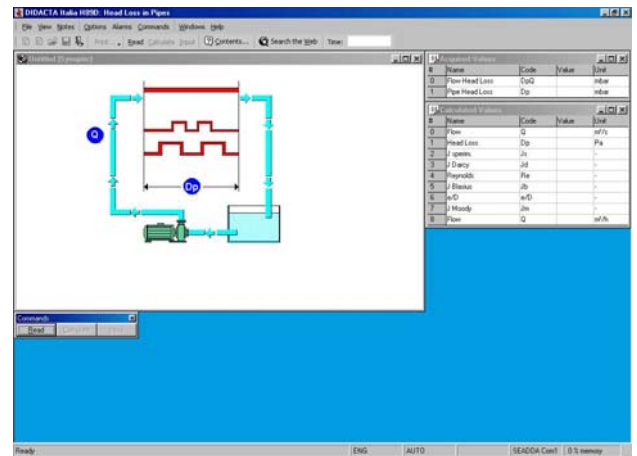 DIDACTA Italia H89D: Head Loss in Pipes
File View Notes Options Alarms Commands Windows Help
Print... Read Calculate Input Contents... Search the Web Time:
Untitled (Synoptic)
Q
Dp
Acquired Values
# Name Code Value Unit
0 Flow Head Loss DpQ mbar
1 Pipe Head Loss Dp mbar
Calculated Values
# Name Code Value Unit
0 Flow Q m³/s
1 Head Loss Dp Pa
2 J sperim. Js -
3 J Darcy Jd -
4 Reynolds Re -
5 J Blasius Jb -
6 e/D e/D -
7 J Moody Jm -
8 Flow Q m³/h
Commands
Read
Ready ENG AUTO SEADDA Com1 0 % memory